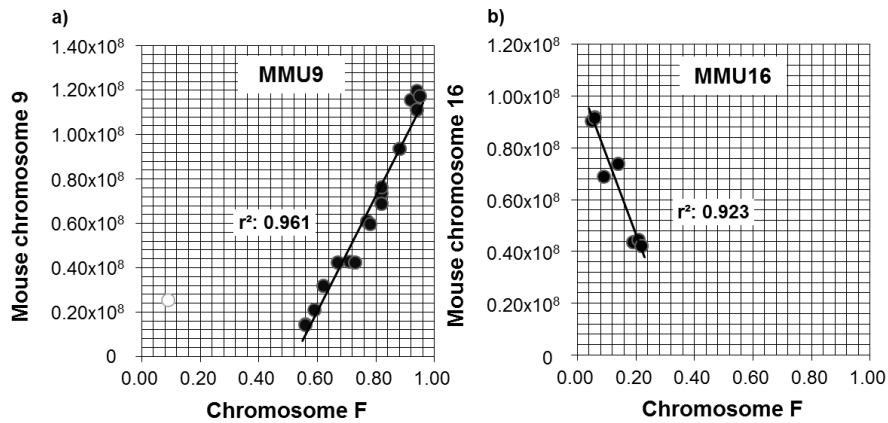 a)
Mouse chromosome 9
1.40x10⁸
1.20x10⁸
1.00x10⁸
0.80x10⁸
0.60x10⁸
0.40x10⁸
0.20x10⁸
0
MMU9
r²: 0.961
0.00 0.20 0.40 0.60 0.80 1.00
Chromosome F
b)
Mouse chromosome 16
1.20x10⁸
1.00x10⁸
0.80x10⁸
0.60x10⁸
0.40x10⁸
0.20x10⁸
0
MMU16
r²: 0.923
0.00 0.20 0.40 0.60 0.80 1.00
Chromosome F